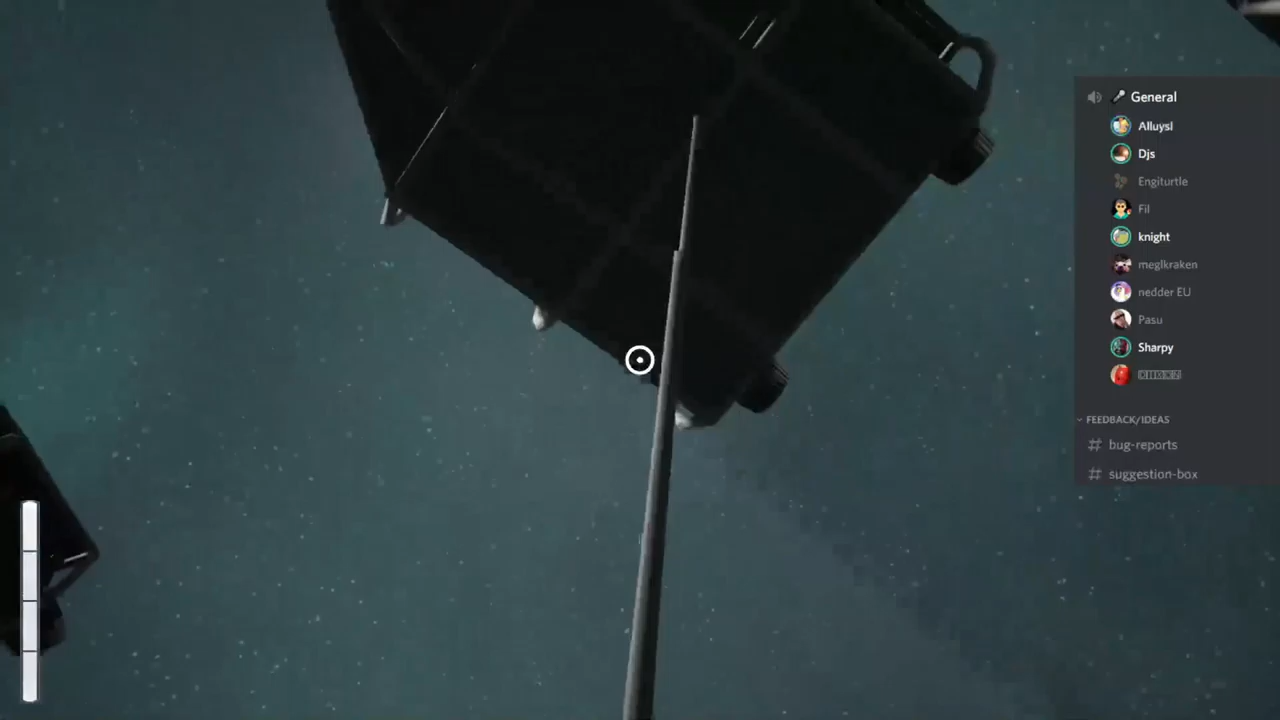 General
Alluysl
Djs
Engiturtle
Fil
knight
meglkraken
nedder EU
Pasu
Sharpy
FEEDBACK/IDEAS
# bug-reports
# suggestion-box